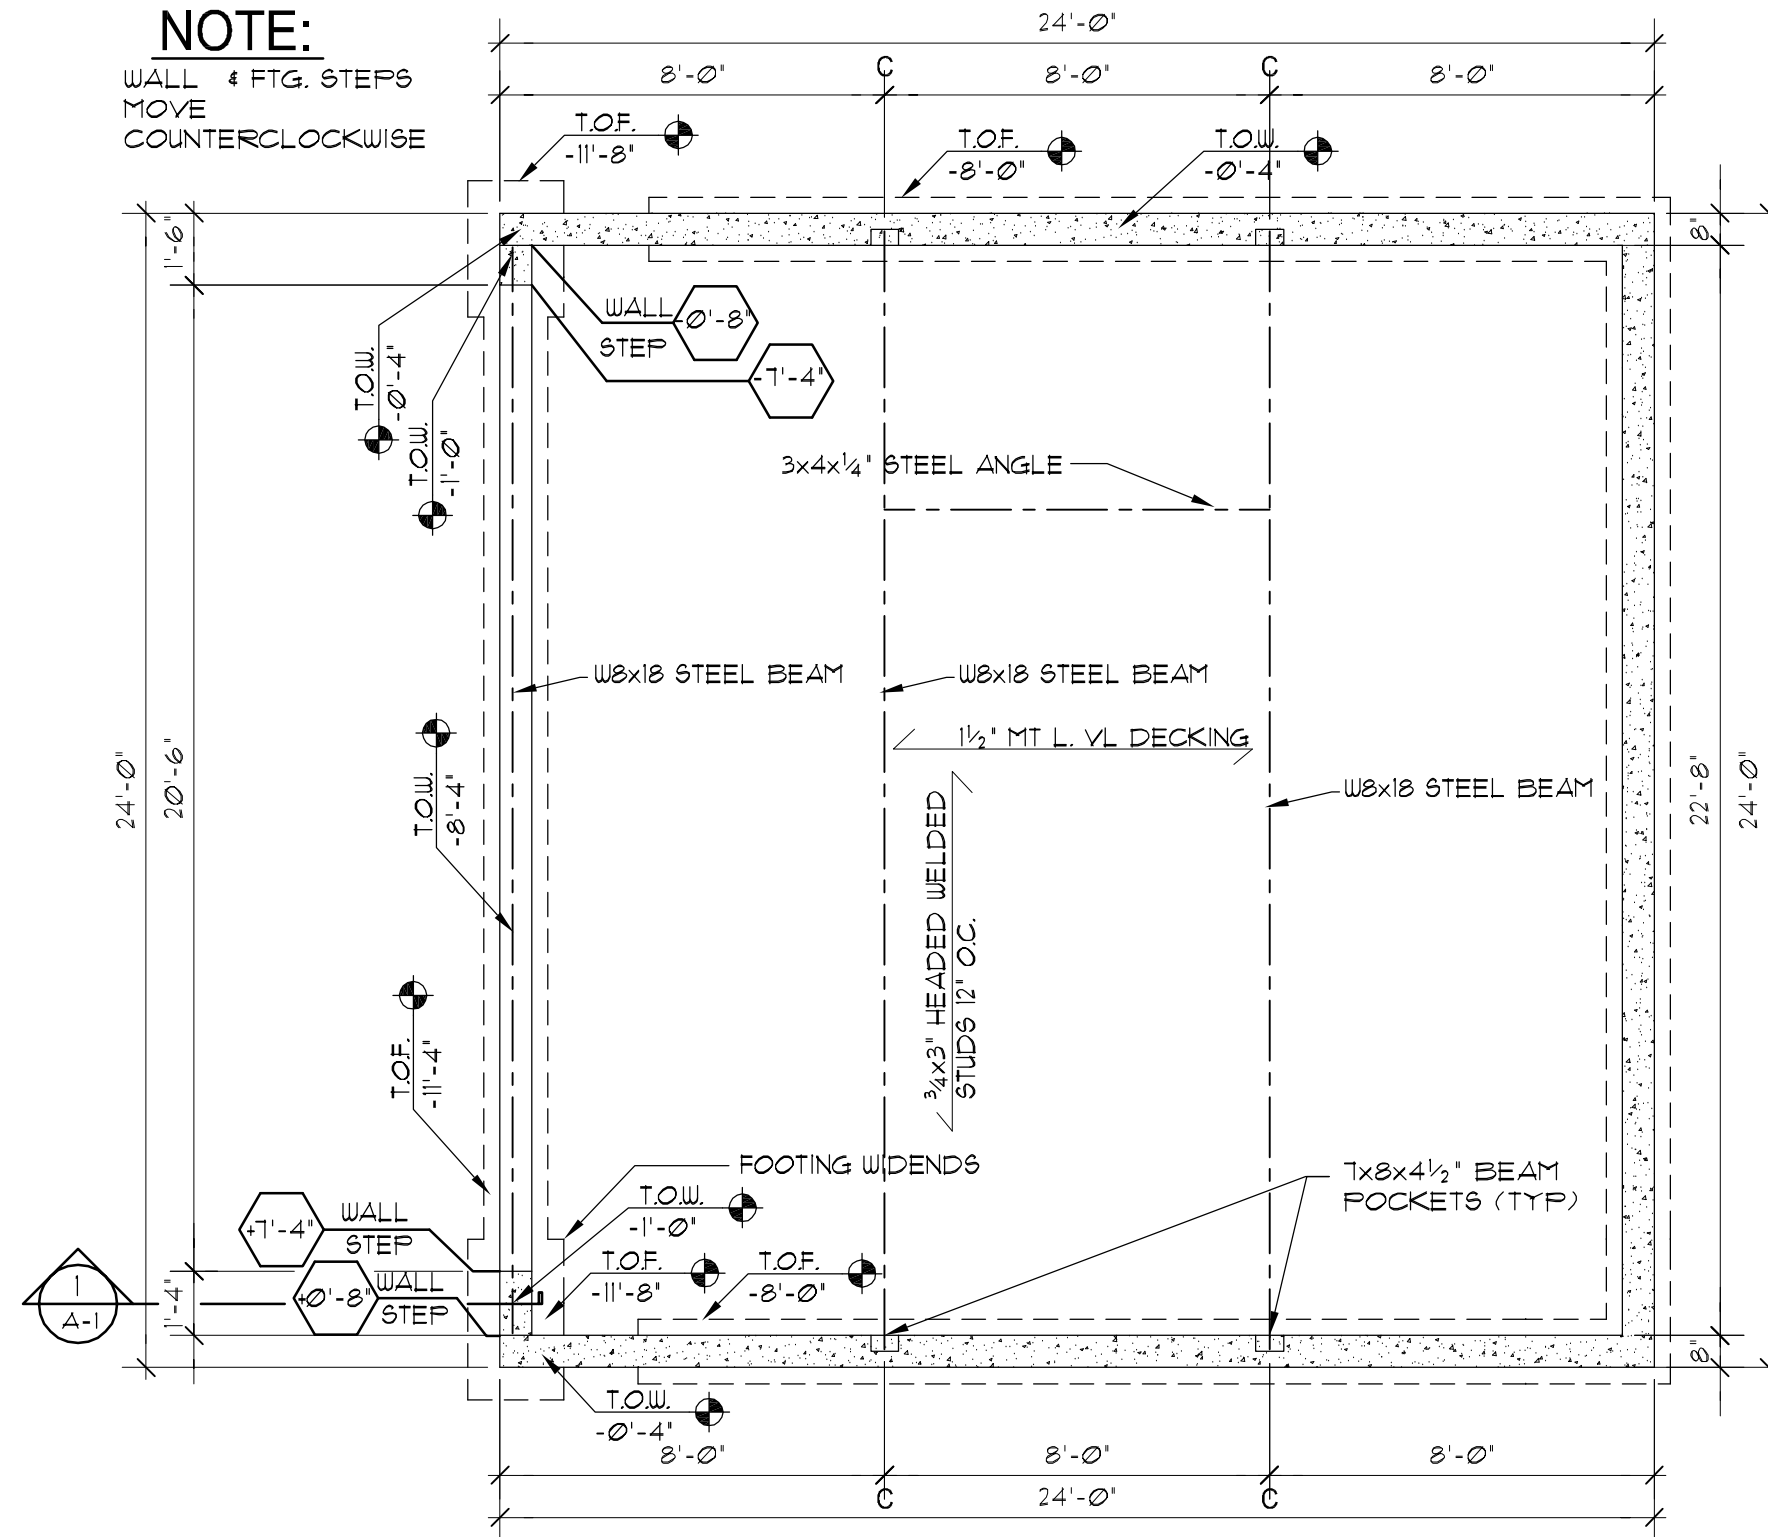 NOTE:
WALL & FTG. STEPS
MOVE
COUNTERCLOCKWISE
24'-0"
8'-0"
C
8'-0"
C
8'-0"
T.O.F.
-11'-8"
T.O.F.
-8'-0"
T.O.W.
-0'-4"
1'-6"
8"
WALL
STEP
-0'-8"
-7'-4"
T.O.W.
-0'-4"
T.O.W.
-1'-0"
3x4x1/4" STEEL ANGLE
W8x18 STEEL BEAM
W8x18 STEEL BEAM
1 1/2" MT L. VL DECKING
W8x18 STEEL BEAM
24'-0"
20'-6"
T.O.W.
-8'-4"
22'-8"
24'-0"
3/4x3" HEADED WELDED
STUDS 12" O.C.
T.O.F.
-11'-4"
FOOTING WIDENDS
7x8x4 1/2" BEAM
POCKETS (TYP)
T.O.W.
-1'-0"
+7'-4"
WALL
STEP
T.O.F.
-11'-8"
T.O.F.
-8'-0"
1
A-1
1'-4"
+0'-8"
WALL
STEP
8"
T.O.W.
-0'-4"
8'-0"
8'-0"
8'-0"
C
24'-0"
C